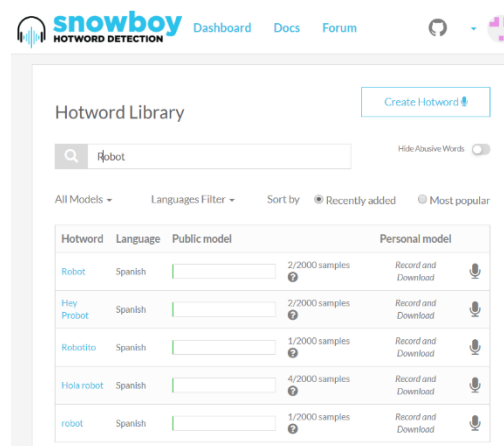 snowboy
HOTWORD DETECTION
Dashboard Docs Forum
Hotword Library
Create Hotword
Robot
Hide Abusive Words
All Models Languages Filter Sort by Recently added Most popular
Hotword Language Public model Personal model
Robot Spanish 2/2000 samples Record and Download
Hey Probot Spanish 2/2000 samples Record and Download
Robotito Spanish 1/2000 samples Record and Download
Hola robot Spanish 4/2000 samples Record and Download
robot Spanish 1/2000 samples Record and Download